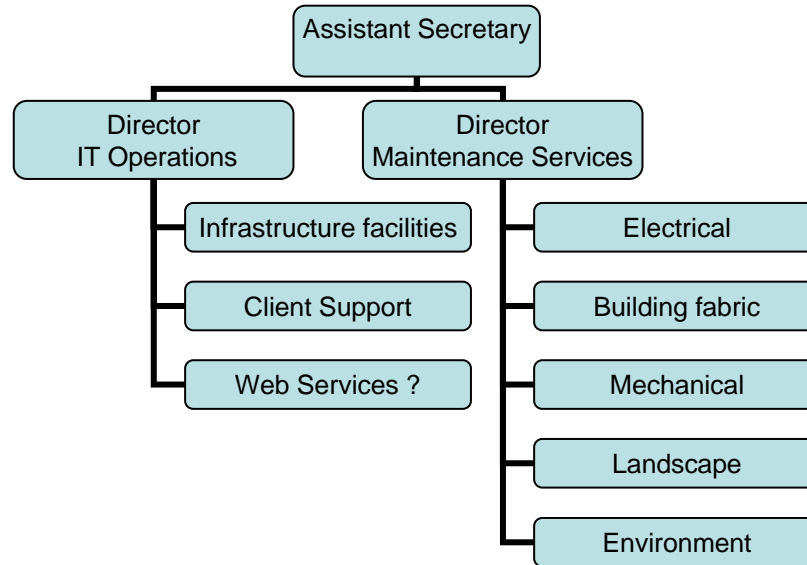 Assistant Secretary
Director
IT Operations
Director
Maintenance Services
Infrastructure facilities
Client Support
Web Services ?
Electrical
Building fabric
Mechanical
Landscape
Environment